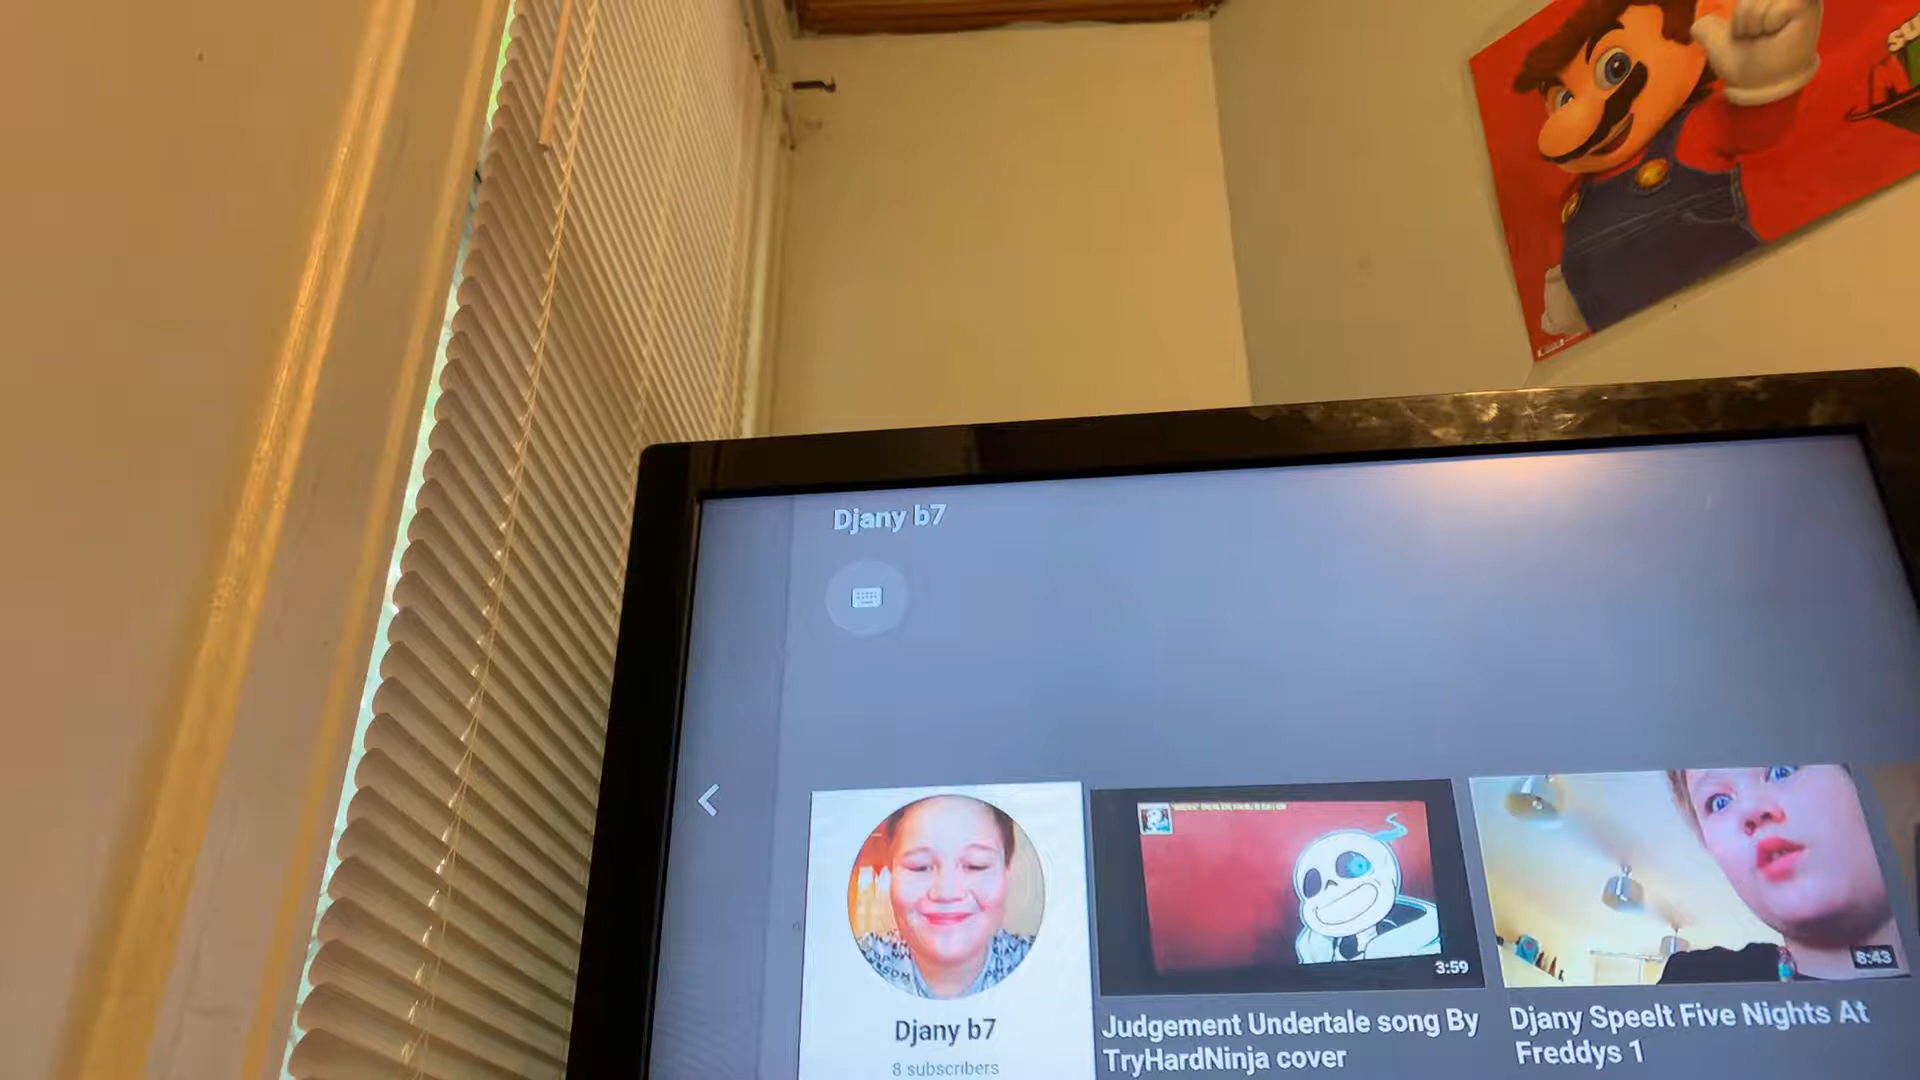 Djany b7
Djany b7
8 subscribers
3:59
Judgement Undertale song By
TryHardNinja cover
8:43
Djany Speelt Five Nights At
Freddys 1